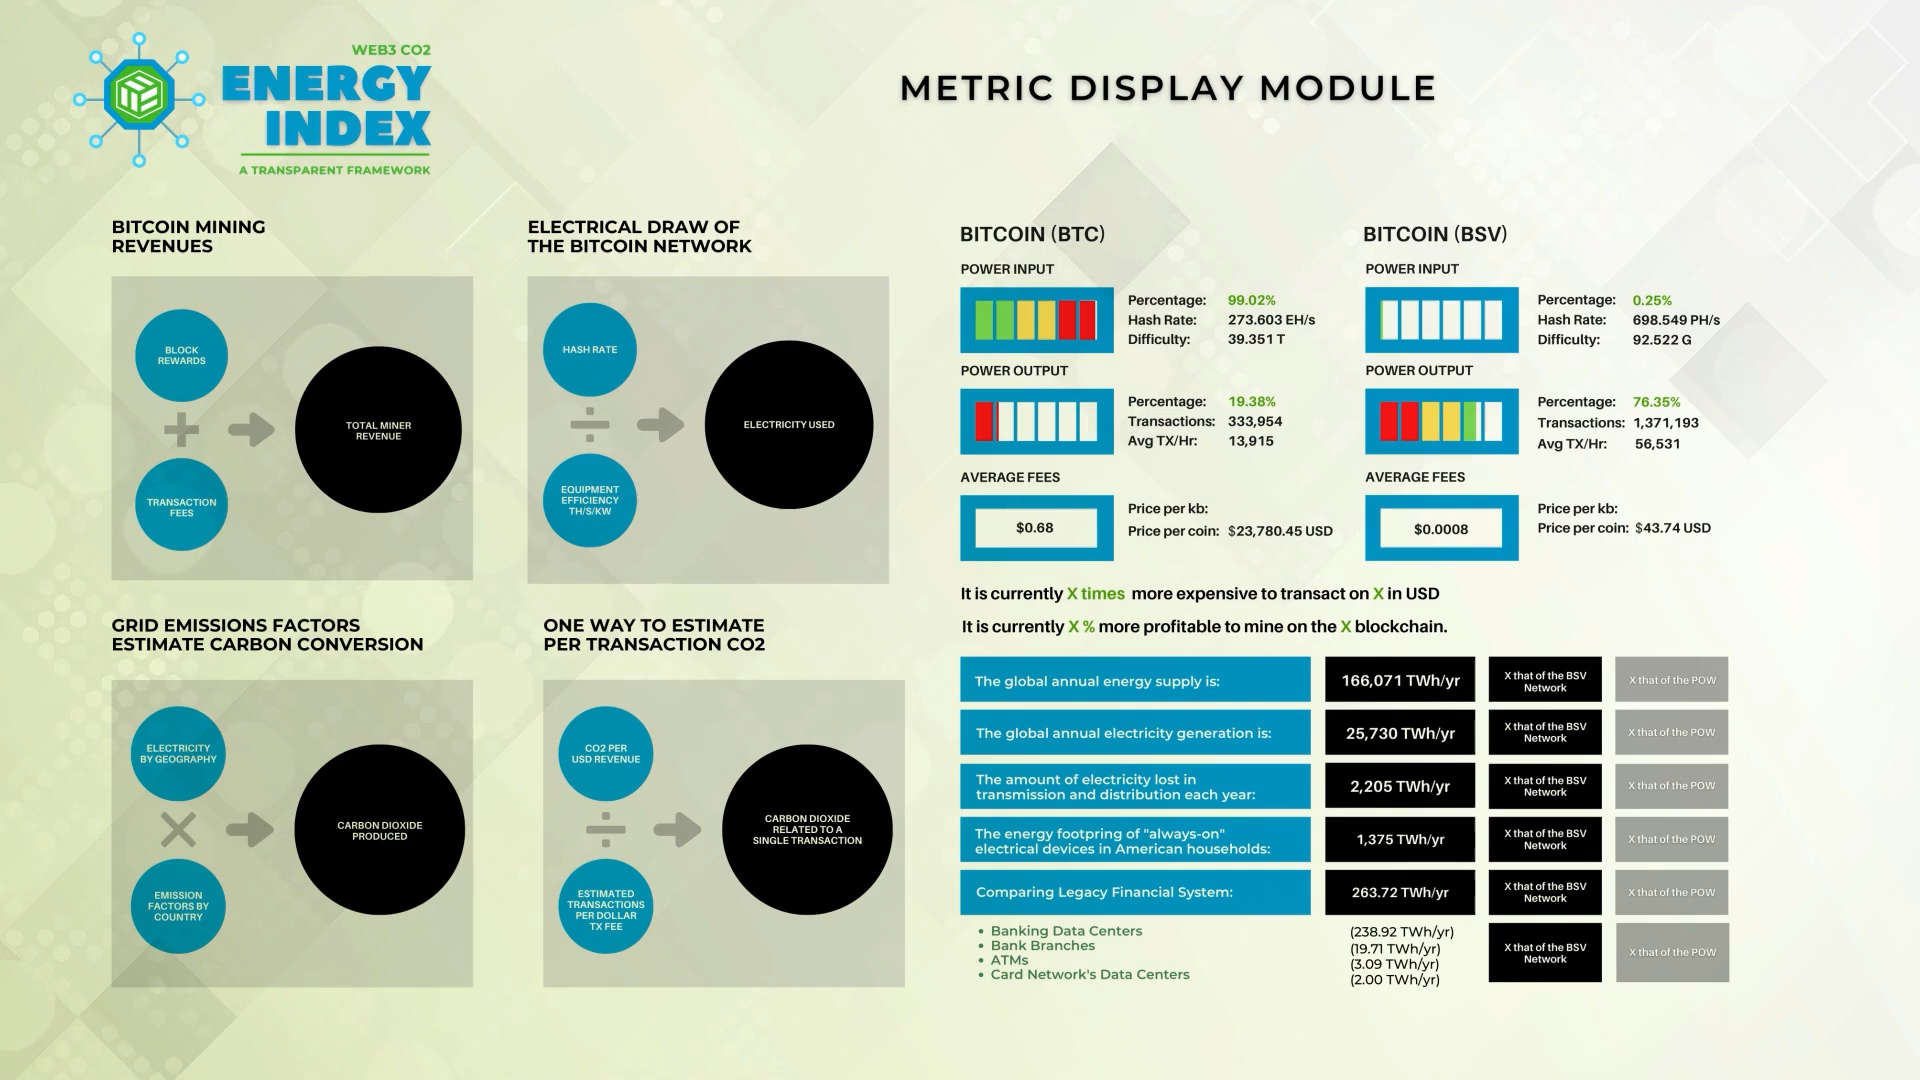 WEB3 CO2
ENERGY
INDEX
A TRANSPARENT FRAMEWORK
METRIC DISPLAY MODULE
BITCOIN MINING
REVENUES
BLOCK
REWARDS
TRANSACTION
FEES
TOTAL MINER
REVENUE
ELECTRICAL DRAW OF
THE BITCOIN NETWORK
HASH RATE
EQUIPMENT
EFFICIENCY
TH/S/KW
ELECTRICITY USED
GRID EMISSIONS FACTORS
ESTIMATE CARBON CONVERSION
ELECTRICITY
BY GEOGRAPHY
EMISSION
FACTORS BY
COUNTRY
CARBON DIOXIDE
PRODUCED
ONE WAY TO ESTIMATE
PER TRANSACTION CO2
CO2 PER
USD REVENUE
ESTIMATED
TRANSACTIONS
PER DOLLAR
TX FEE
CARBON DIOXIDE
RELATED TO A
SINGLE TRANSACTION
BITCOIN (BTC)
POWER INPUT
Percentage: 99.02%
Hash Rate: 273.603 EH/s
Difficulty: 39.351 T
POWER OUTPUT
Percentage: 19.38%
Transactions: 333,954
Avg TX/Hr: 13,915
AVERAGE FEES
$0.68
Price per kb:
Price per coin: $23,780.45 USD
BITCOIN (BSV)
POWER INPUT
Percentage: 0.25%
Hash Rate: 698.549 PH/s
Difficulty: 92.522 G
POWER OUTPUT
Percentage: 76.35%
Transactions: 1,371,193
Avg TX/Hr: 56,531
AVERAGE FEES
$0.0008
Price per kb:
Price per coin: $43.74 USD
It is currently X times more expensive to transact on X in USD
It is currently X % more profitable to mine on the X blockchain.
The global annual energy supply is:
166,071 TWh/yr
X that of the BSV
Network
X that of the POW
The global annual electricity generation is:
25,730 TWh/yr
X that of the BSV
Network
X that of the POW
The amount of electricity lost in
transmission and distribution each year:
2,205 TWh/yr
X that of the BSV
Network
X that of the POW
The energy footpring of "always-on"
electrical devices in American households:
1,375 TWh/yr
X that of the BSV
Network
X that of the POW
Comparing Legacy Financial System:
263.72 TWh/yr
X that of the BSV
Network
X that of the POW
• Banking Data Centers (238.92 TWh/yr)
• Bank Branches (19.71 TWh/yr)
• ATMs (3.09 TWh/yr)
• Card Network's Data Centers (2.00 TWh/yr)
X that of the BSV
Network
X that of the POW